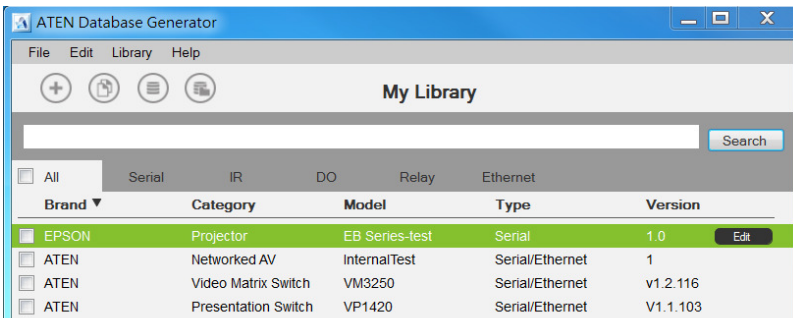 ATEN Database Generator
File Edit Library Help
My Library
Search
All Serial IR DO Relay Ethernet
Brand ▼ Category Model Type Version
EPSON Projector EB Series-test Serial 1.0 Edit
ATEN Networked AV InternalTest Serial/Ethernet 1
ATEN Video Matrix Switch VM3250 Serial/Ethernet v1.2.116
ATEN Presentation Switch VP1420 Serial/Ethernet V1.1.103